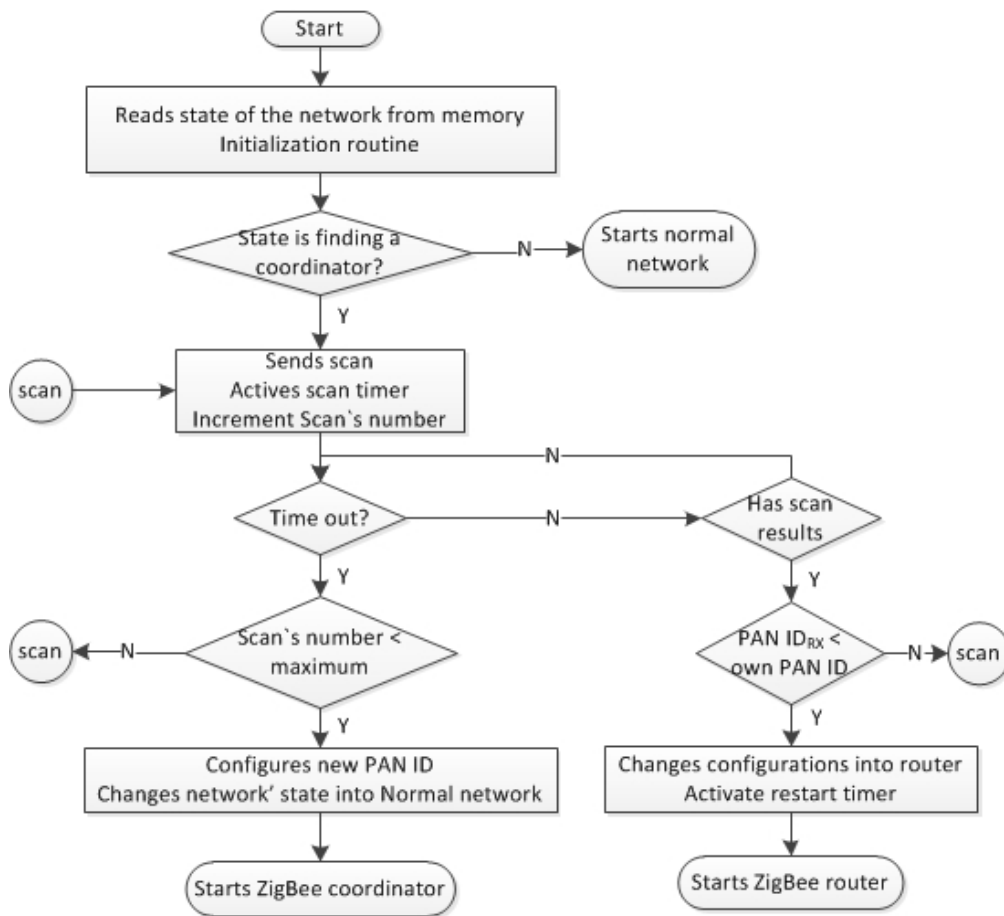 Start
Reads state of the network from memory
Initialization routine
State is finding a
coordinator?
N
Starts normal
network
Y
scan
Sends scan
Actives scan timer
Increment Scan`s number
N
Time out?
N
Has scan
results
Y
Y
scan
N
Scan`s number <
maximum
PAN IDRX <
own PAN ID
N
scan
Y
Y
Configures new PAN ID
Changes network’ state into Normal network
Changes configurations into router
Activate restart timer
Starts ZigBee coordinator
Starts ZigBee router